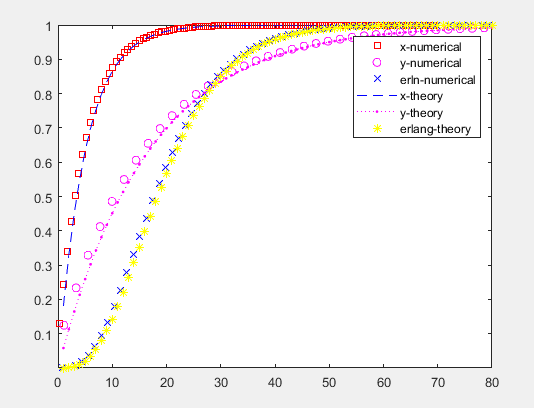 1
0.9
0.8
0.7
0.6
0.5
0.4
0.3
0.2
0.1
0 10 20 30 40 50 60 70 80
x-numerical
y-numerical
erln-numerical
x-theory
y-theory
erlang-theory